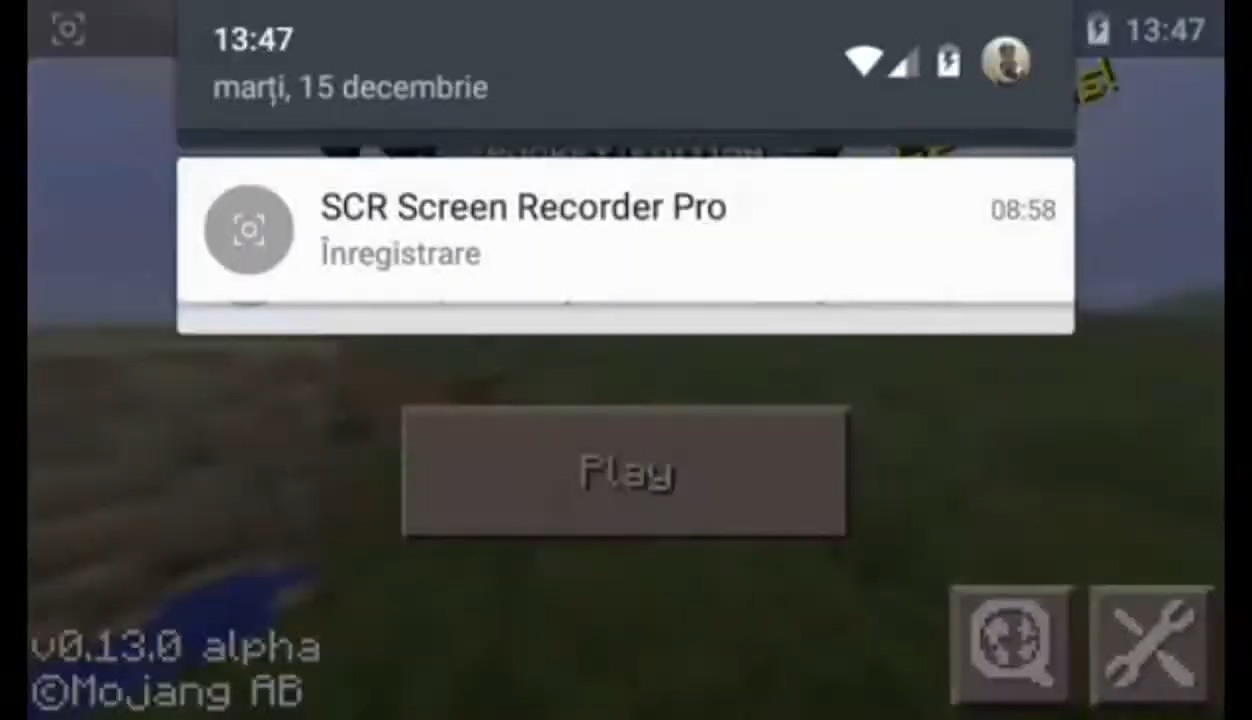 13:47
13:47
marți, 15 decembrie
SCR Screen Recorder Pro
08:58
Înregistrare
Play
v0.13.0 alpha
©Mojang AB